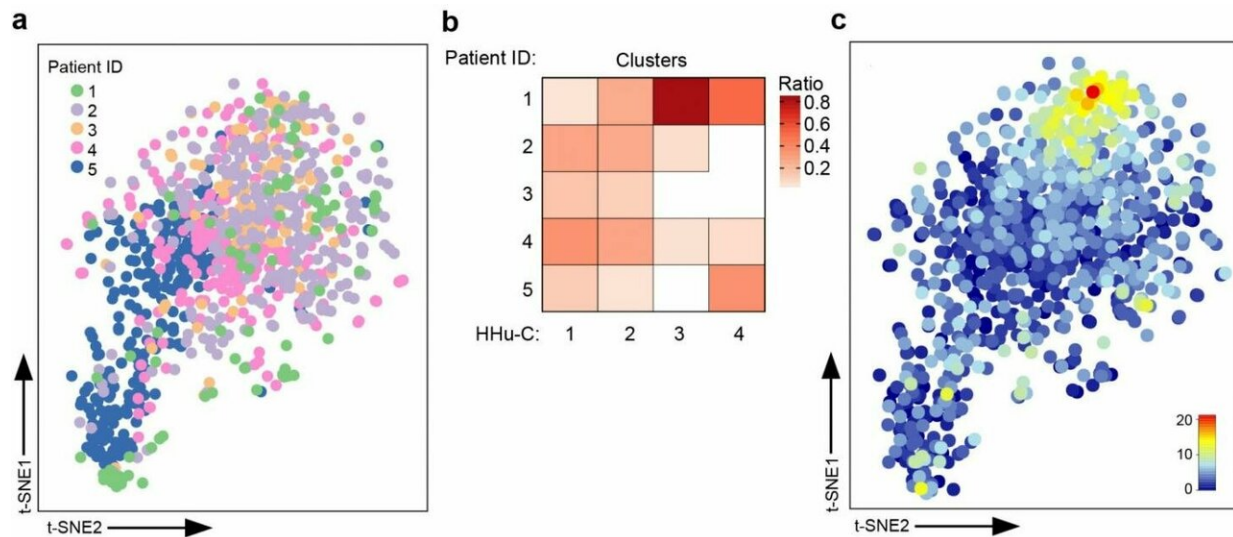 a
Patient ID
1
2
3
4
5
t-SNE1
t-SNE2
b
Patient ID:
Clusters
1
2
3
4
5
HHu-C: 1 2 3 4
Ratio
0.8
0.6
0.4
0.2
c
20
10
0
t-SNE1
t-SNE2